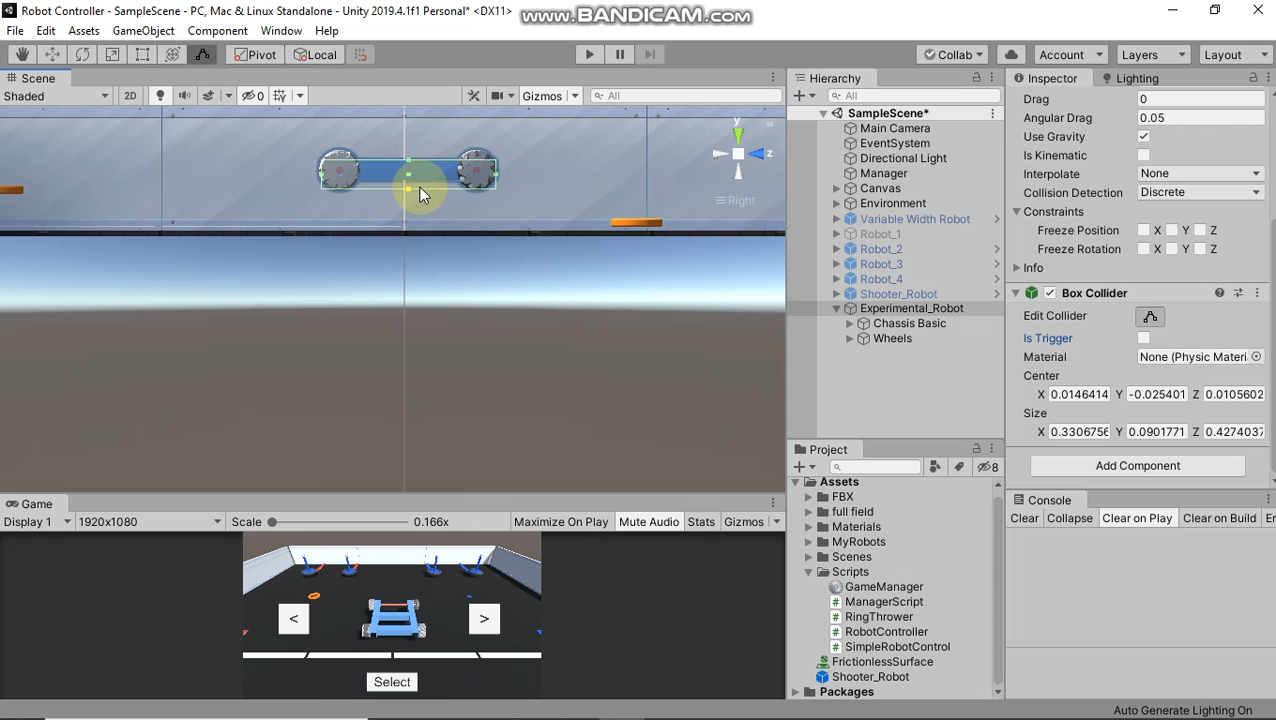 Robot Controller - SampleScene - PC, Mac & Linux Standalone - Unity 2019.4.1f1 Personal* <DX11>
www.BANDICAM.com
File Edit Assets GameObject Component Window Help
Pivot Local Collab Account Layers Layout
Scene
Shaded 2D 0 Gizmos All
y
z
Right
Game
Display 1 1920x1080 Scale 0.166x Maximize On Play Mute Audio Stats Gizmos
< >
Select
Hierarchy
All
SampleScene*
Main Camera
EventSystem
Directional Light
Manager
Canvas
Environment
Variable Width Robot
Robot_1
Robot_2
Robot_3
Robot_4
Shooter_Robot
Experimental_Robot
Chassis Basic
Wheels
Project
8
Assets
FBX
full field
Materials
MyRobots
Scenes
Scripts
GameManager
ManagerScript
RingThrower
RobotController
SimpleRobotControl
FrictionlessSurface
Shooter_Robot
Packages
Inspector Lighting
Drag 0
Angular Drag 0.05
Use Gravity
Is Kinematic
Interpolate None
Collision Detection Discrete
Constraints
Freeze Position X Y Z
Freeze Rotation X Y Z
Info
Box Collider
Edit Collider
Is Trigger
Material None (Physic Materi
Center
X 0.0146414 Y -0.025401 Z 0.0105602
Size
X 0.3306756 Y 0.0901771 Z 0.4274037
Add Component
Console
Clear Collapse Clear on Play Clear on Build Er
Auto Generate Lighting On